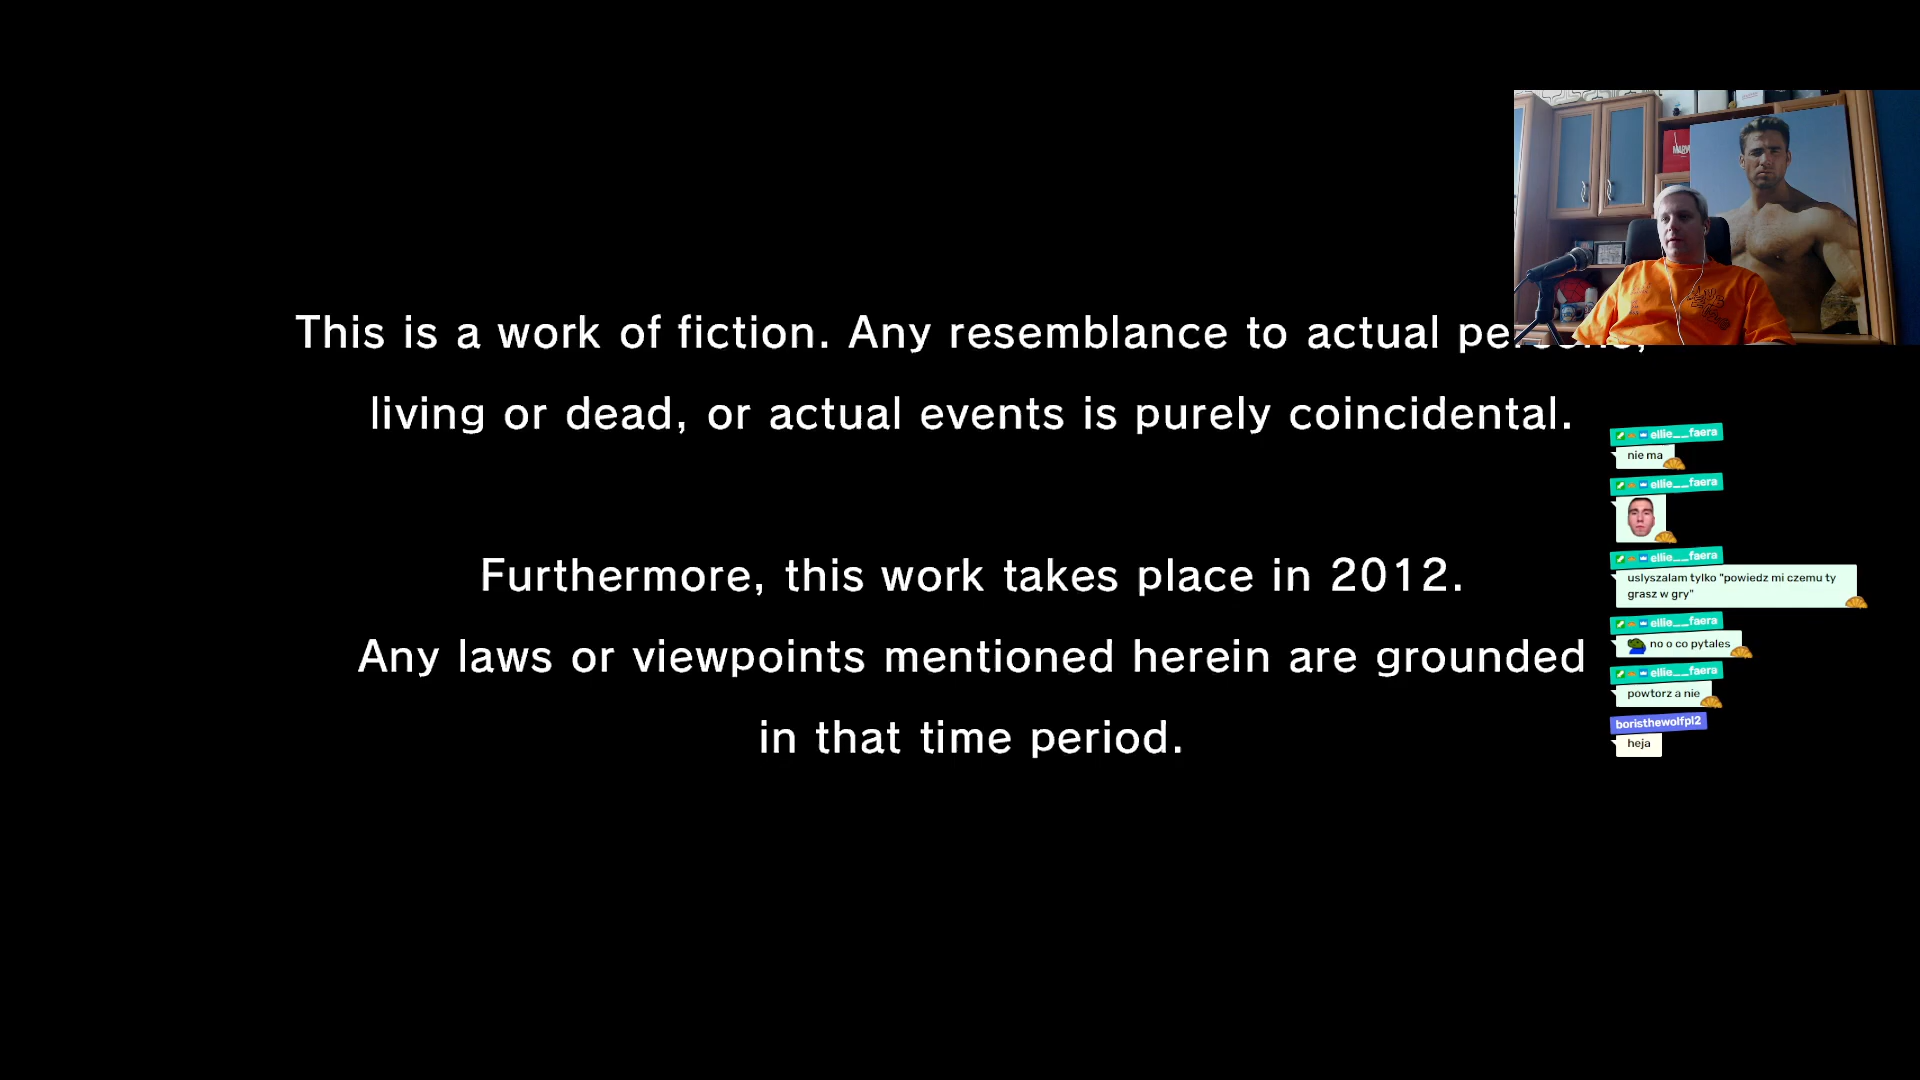 This is a work of fiction. Any resemblance to actual
living or dead, or actual events is purely coincidental.
Furthermore, this work takes place in 2012.
Any laws or viewpoints mentioned herein are grounded
in that time period.
ellie__faera
nie ma
ellie__faera
ellie__faera
uslyszalam tylko "powiedz mi czemu ty
grasz w gry"
ellie__faera
no o co pytales
ellie__faera
powtorz a nie
boristhewolfpl2
heja